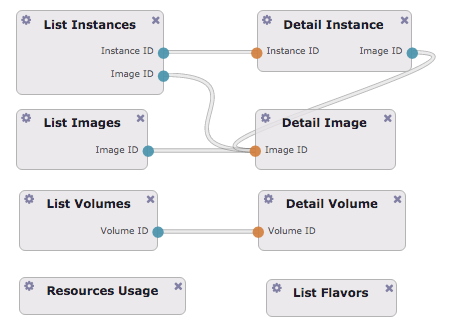 List Instances
Instance ID
Image ID
Detail Instance
Instance ID Image ID
List Images
Image ID
Detail Image
Image ID
List Volumes
Volume ID
Detail Volume
Volume ID
Resources Usage
List Flavors